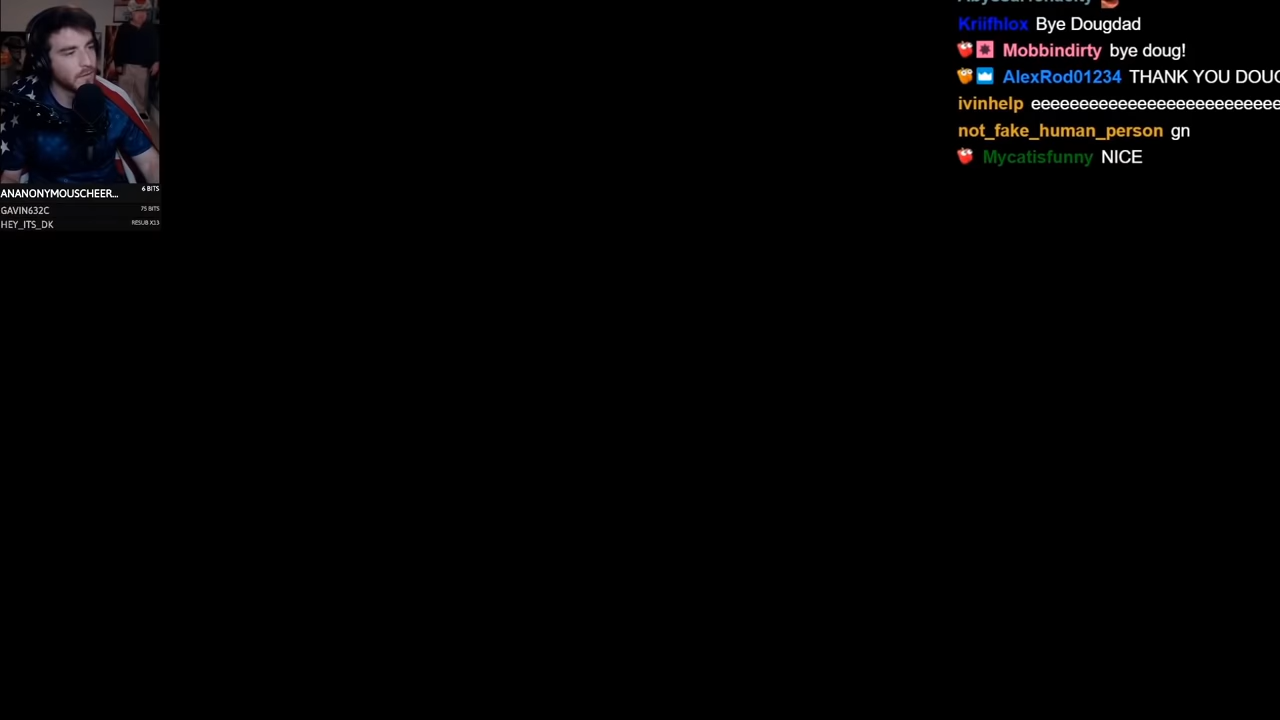 ANANONYMOUSCHEER... 6 BITS
GAVIN632C 75 BITS
HEY_ITS_DK RESUB X13
Kriifhlox Bye Dougdad
Mobbindirty bye doug!
AlexRod01234 THANK YOU DOUG
ivinhelp eeeeeeeeeeeeeeeeeeeeeeeeee
not_fake_human_person gn
Mycatisfunny NICE